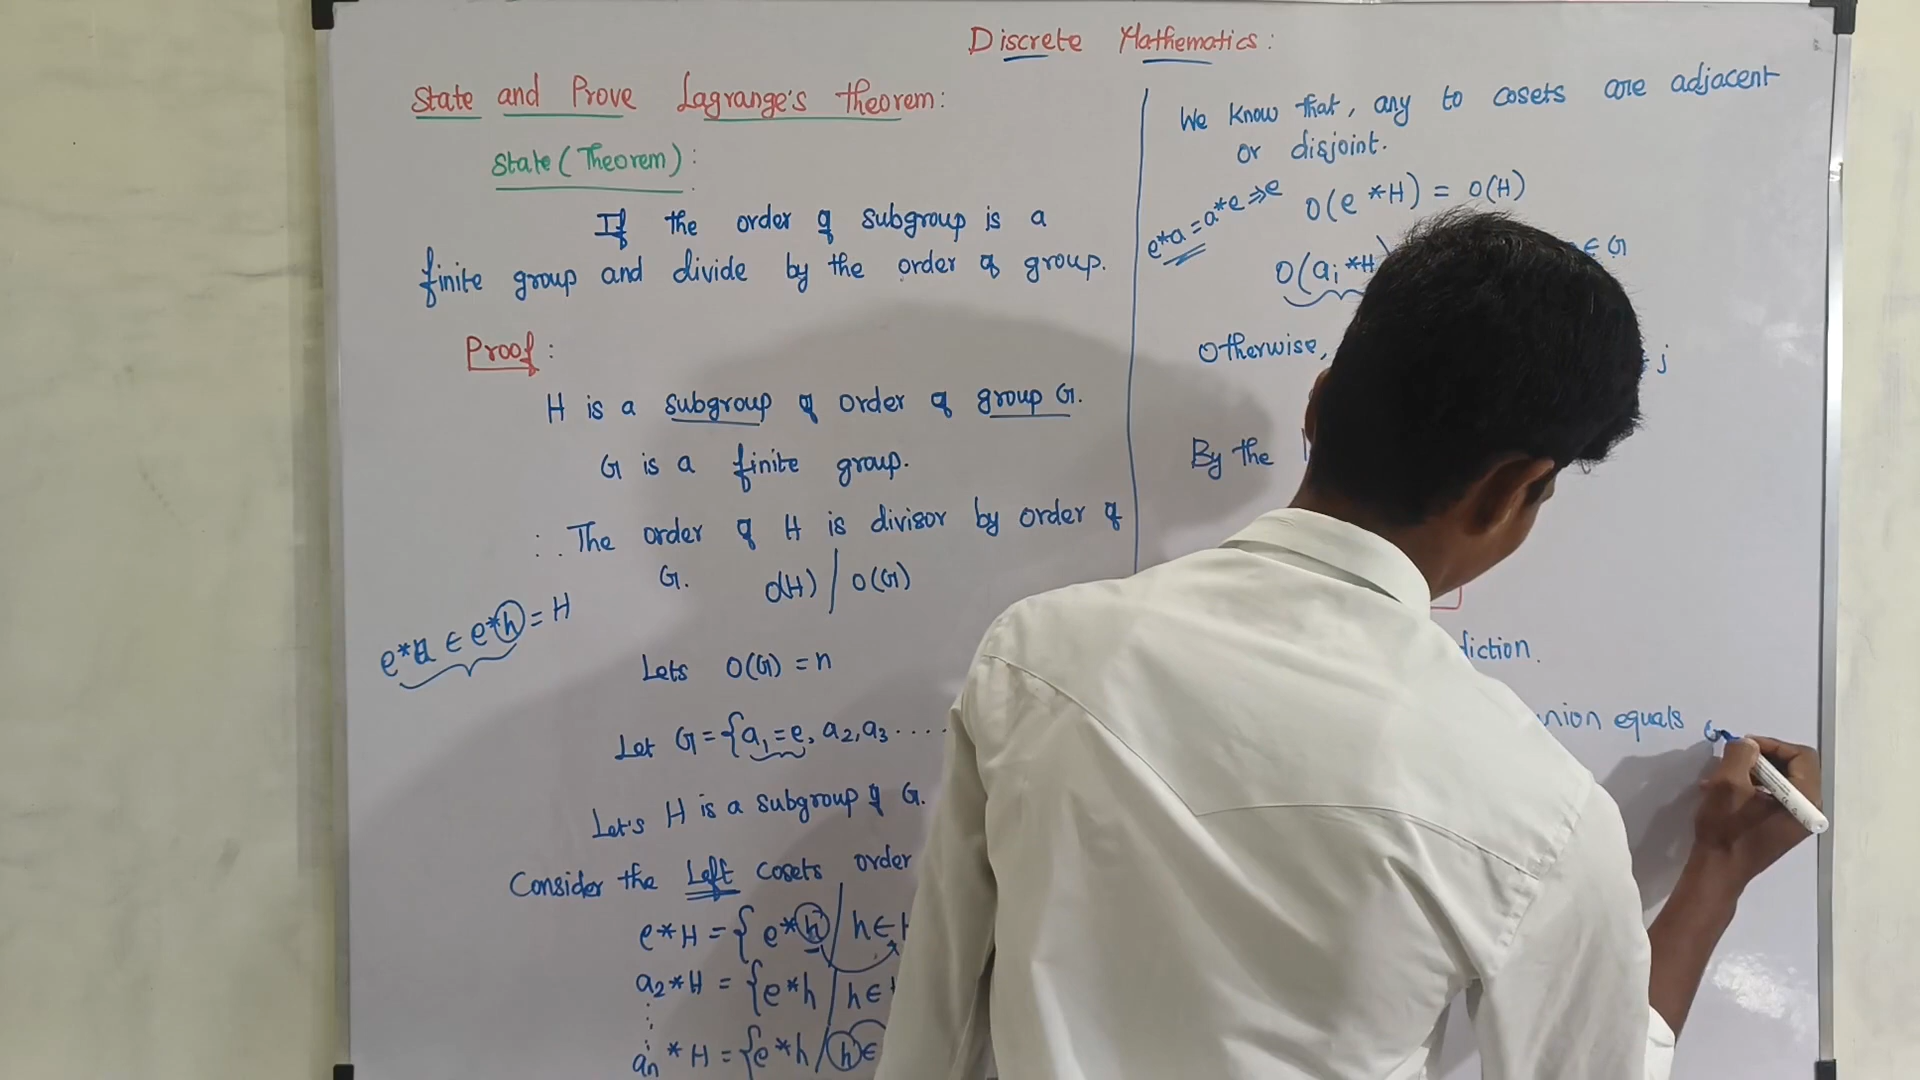 Discrete Mathematics:
State and Prove Lagrange's theorem:
State (Theorem):
If the order of subgroup is a
finite group and divide by the order of group.
Proof:
H is a subgroup of order of group G.
G is a finite group.
∴ The order of H is divisor by order of
G. O(H) / O(G)
e*a ∈ e*h = H
Lets O(G) = n
Let G = {a₁ = e, a₂, a₃ ....
Let's H is a subgroup of G.
Consider the Left cosets order
e*H = { e*h / h ∈ H
a₂*H = { e*h / h ∈
⋮
aₙ*H = { e*h / h ∈
We know that, any to cosets are adjacent
or disjoint.
e*a = a*e ⇒ e
O(e*H) = O(H)
O(aᵢ*H) ∈ G
Otherwise, j
By the
diction.
nion equals G